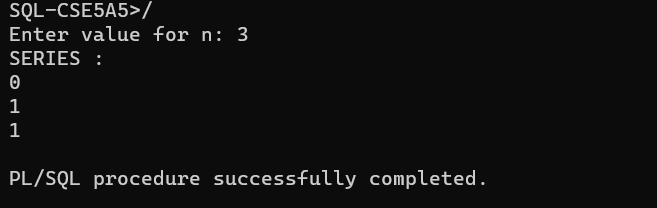 SQL-CSE5A5>/
Enter value for n: 3
SERIES :
0
1
1
PL/SQL procedure successfully completed.